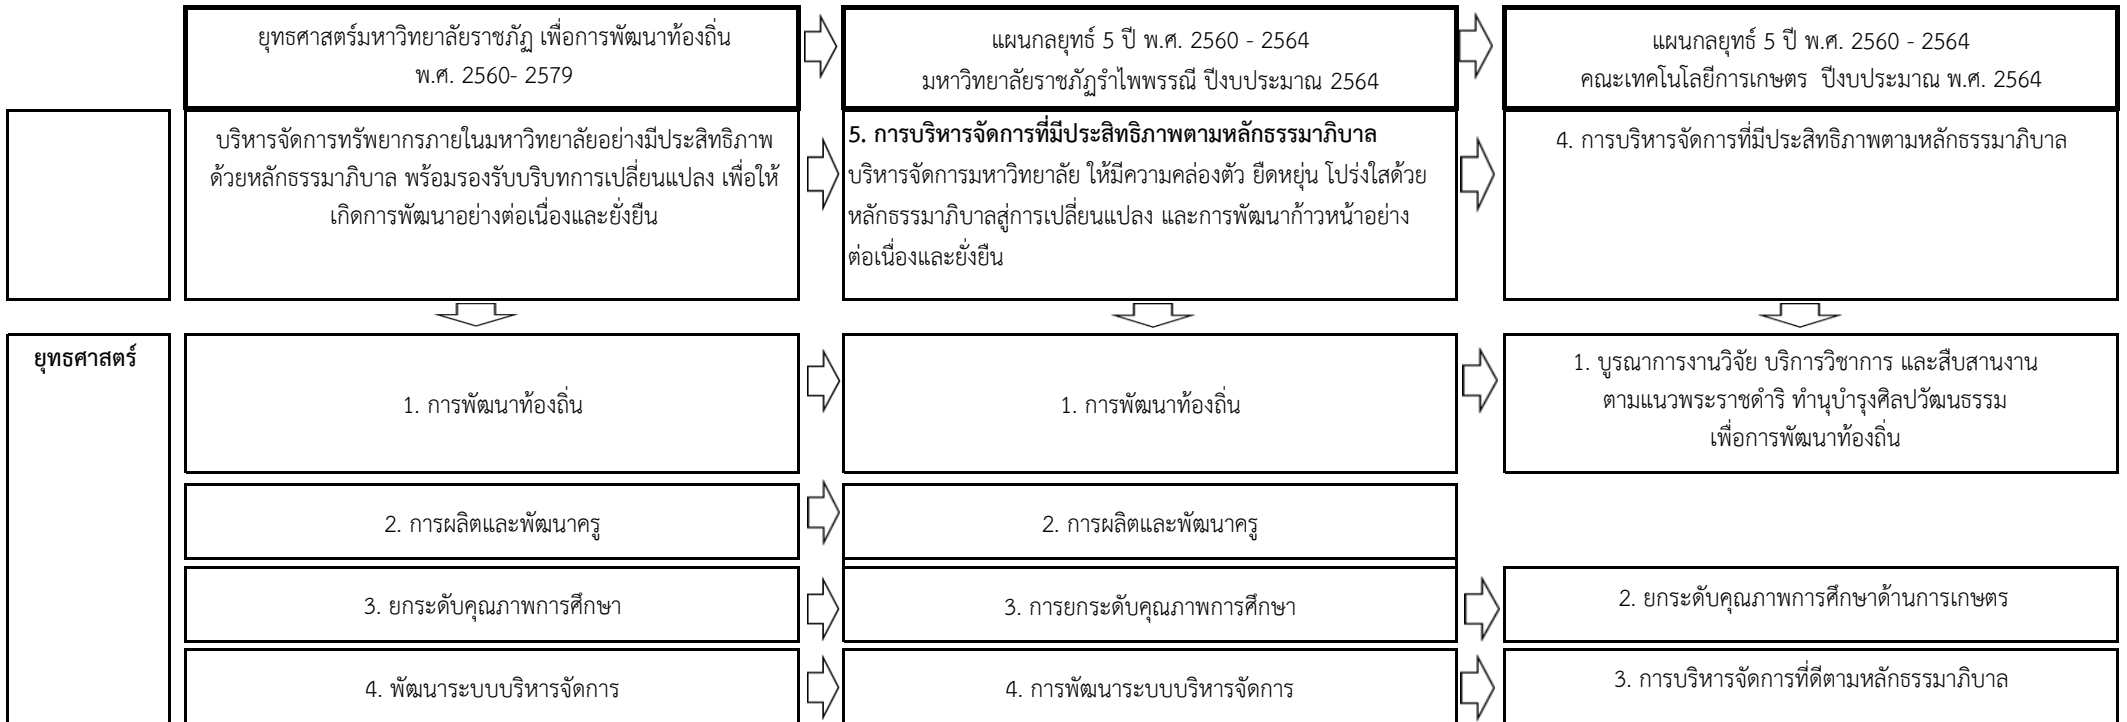 ยุทธศาสตร์มหาวิทยาลัยราชภัฏ เพื่อการพัฒนาท้องถิ่น
พ.ศ. 2560- 2579
แผนกลยุทธ์ 5 ปี พ.ศ. 2560 - 2564
มหาวิทยาลัยราชภัฏรำไพพรรณี ปีงบประมาณ 2564
แผนกลยุทธ์ 5 ปี พ.ศ. 2560 - 2564
คณะเทคโนโลยีการเกษตร ปีงบประมาณ พ.ศ. 2564
บริหารจัดการทรัพยากรภายในมหาวิทยาลัยอย่างมีประสิทธิภาพ
ด้วยหลักธรรมาภิบาล พร้อมรองรับบริบทการเปลี่ยนแปลง เพื่อให้
เกิดการพัฒนาอย่างต่อเนื่องและยั่งยืน
5. การบริหารจัดการที่มีประสิทธิภาพตามหลักธรรมาภิบาล
บริหารจัดการมหาวิทยาลัย ให้มีความคล่องตัว ยืดหยุ่น โปร่งใสด้วย
หลักธรรมาภิบาลสู่การเปลี่ยนแปลง และการพัฒนาก้าวหน้าอย่าง
ต่อเนื่องและยั่งยืน
4. การบริหารจัดการที่มีประสิทธิภาพตามหลักธรรมาภิบาล
ยุทธศาสตร์
1. การพัฒนาท้องถิ่น
1. การพัฒนาท้องถิ่น
1. บูรณาการงานวิจัย บริการวิชาการ และสืบสานงาน
ตามแนวพระราชดำริ ทำนุบำรุงศิลปวัฒนธรรม
เพื่อการพัฒนาท้องถิ่น
2. การผลิตและพัฒนาครู
2. การผลิตและพัฒนาครู
3. ยกระดับคุณภาพการศึกษา
3. การยกระดับคุณภาพการศึกษา
2. ยกระดับคุณภาพการศึกษาด้านการเกษตร
4. พัฒนาระบบบริหารจัดการ
4. การพัฒนาระบบบริหารจัดการ
3. การบริหารจัดการที่ดีตามหลักธรรมาภิบาล